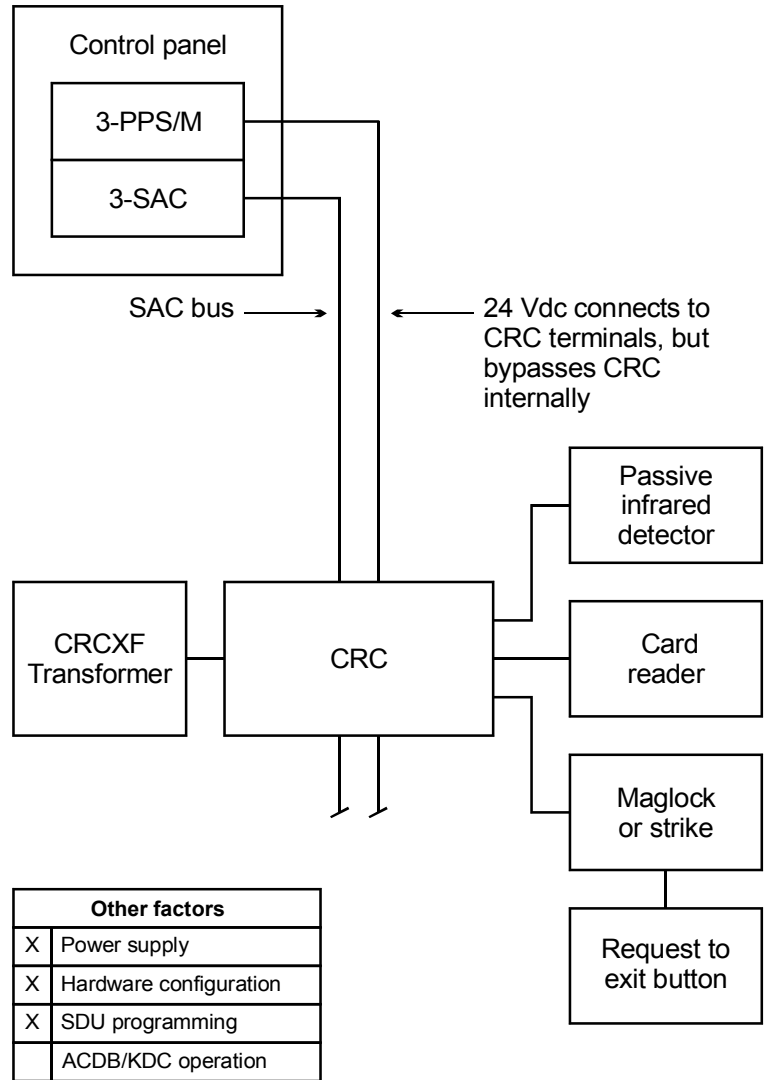 Control panel
3-PPS/M
3-SAC
SAC bus
24 Vdc connects to
CRC terminals, but
bypasses CRC
internally
Passive
infrared
detector
CRCXF
Transformer
CRC
Card
reader
Maglock
or strike
Request to
exit button
Other factors
X Power supply
X Hardware configuration
X SDU programming
ACDB/KDC operation